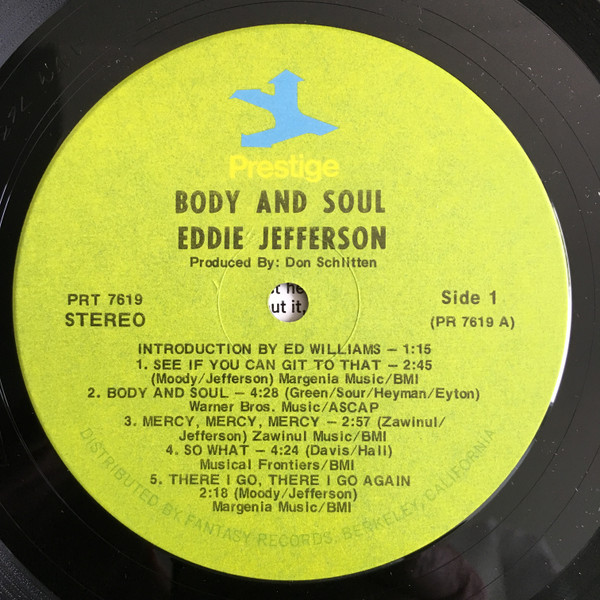 Prestige
BODY AND SOUL
EDDIE JEFFERSON
Produced By: Don Schlitten
PRT 7619
STEREO
Side 1
(PR 7619 A)
ut it,
INTRODUCTION BY ED WILLIAMS – 1:15
1. SEE IF YOU CAN GIT TO THAT – 2:45
(Moody/Jefferson) Margenia Music/BMI
2. BODY AND SOUL – 4:28 (Green/Sour/Heyman/Eyton)
Warner Bros. Music/ASCAP
3. MERCY, MERCY, MERCY – 2:57 (Zawinul/
Jefferson) Zawinul Music/BMI
4. SO WHAT – 4:24 (Davis/Hall)
Musical Frontiers/BMI
5. THERE I GO, THERE I GO AGAIN
2:18 (Moody/Jefferson)
Margenia Music/BMI
DISTRIBUTED BY FANTASY RECORDS, BERKELEY, CALIFORNIA